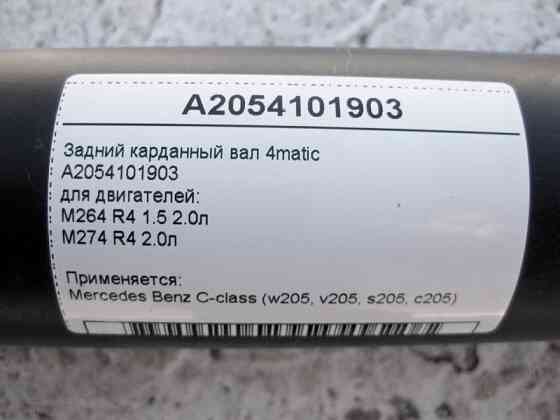 A2054101903
Задний карданный вал 4matic
A2054101903
для двигателей:
M264 R4 1.5 2.0л
M274 R4 2.0л
Применяется:
Mercedes Benz C-class (w205, v205, s205, c205)